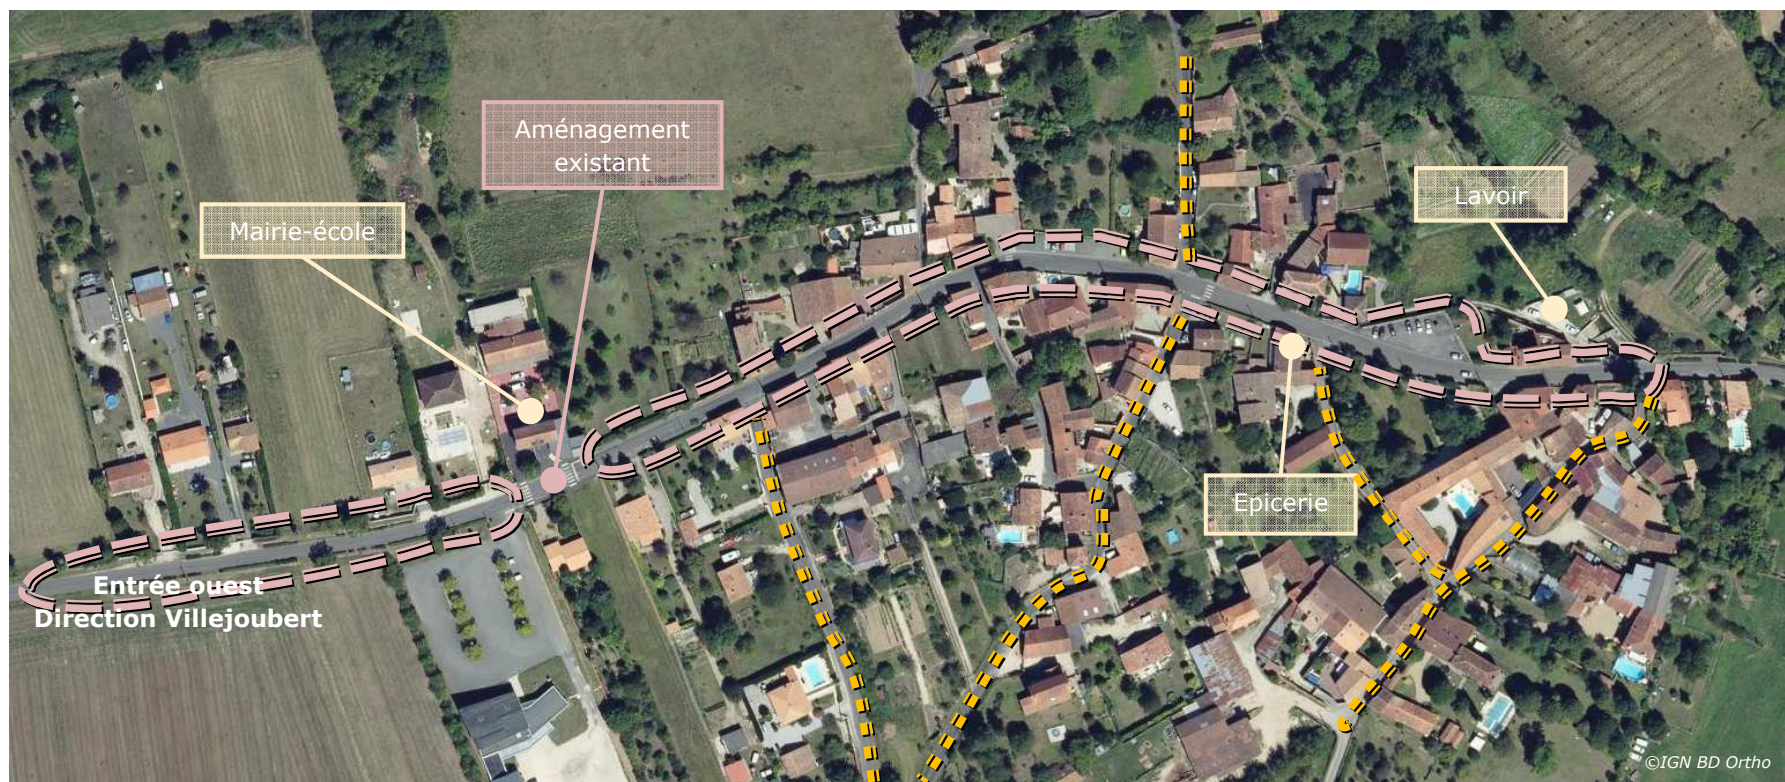 Aménagement
existant
Mairie-école
Lavoir
Epicerie
Entrée ouest
Direction Villejoubert
©IGN BD Ortho